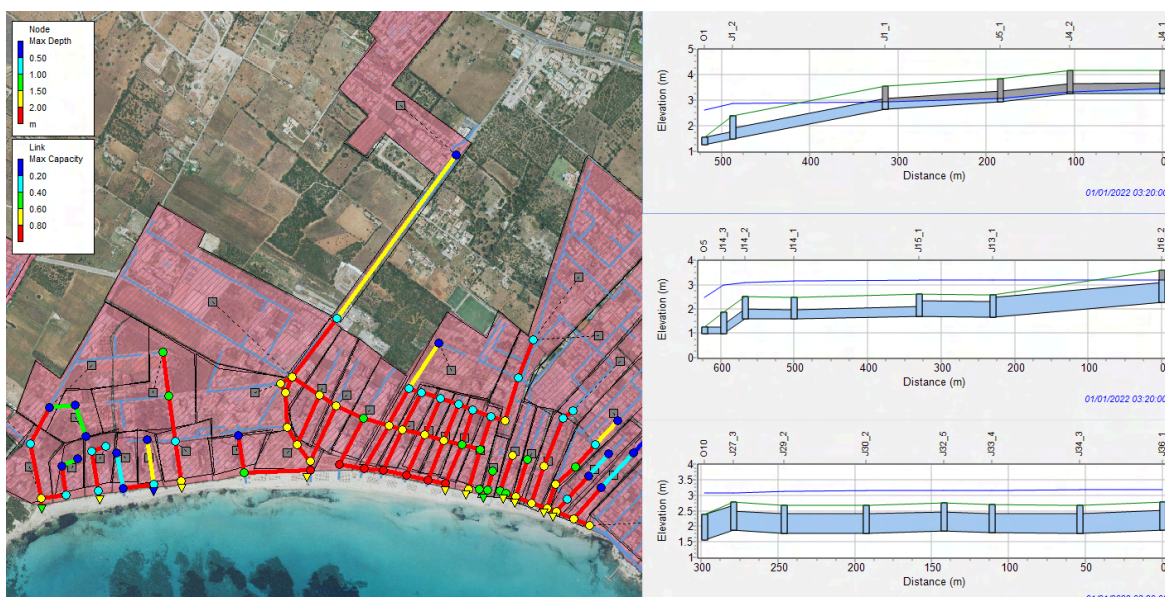 Node
Max Depth
0.50
1.00
1.50
2.00
m
Link
Max Capacity
0.20
0.40
0.60
0.80
O1
J1_2
J1_1
J5_1
J4_2
J4_1
Elevation (m)
5
4
3
2
1
500
400
300
200
100
0
Distance (m)
01/01/2022 03:20:00
O5
J14_3
J14_2
J14_1
J15_1
J13_1
J16_2
Elevation (m)
5
4
3
2
1
0
600
500
400
300
200
100
0
Distance (m)
01/01/2022 03:20:00
O10
J27_3
J29_2
J30_2
J32_5
J33_4
J34_3
J36_1
Elevation (m)
3.5
3
2.5
2
1.5
1
300
250
200
150
100
50
0
Distance (m)